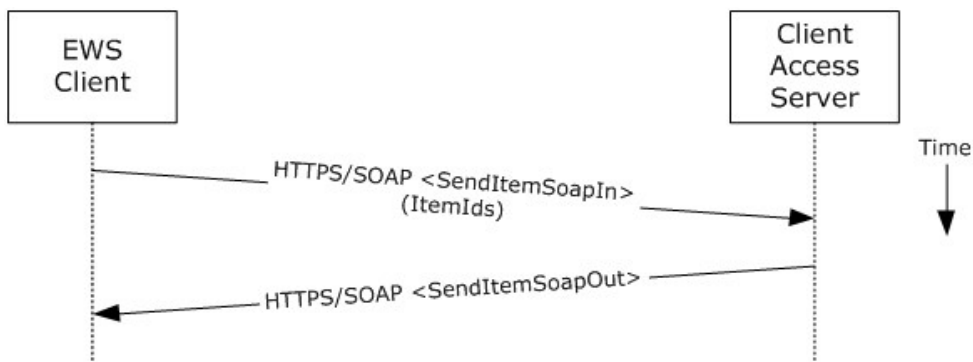 EWS
Client
Client
Access
Server
Time
HTTPS/SOAP <SendItemSoapIn>
(ItemIds)
HTTPS/SOAP <SendItemSoapOut>